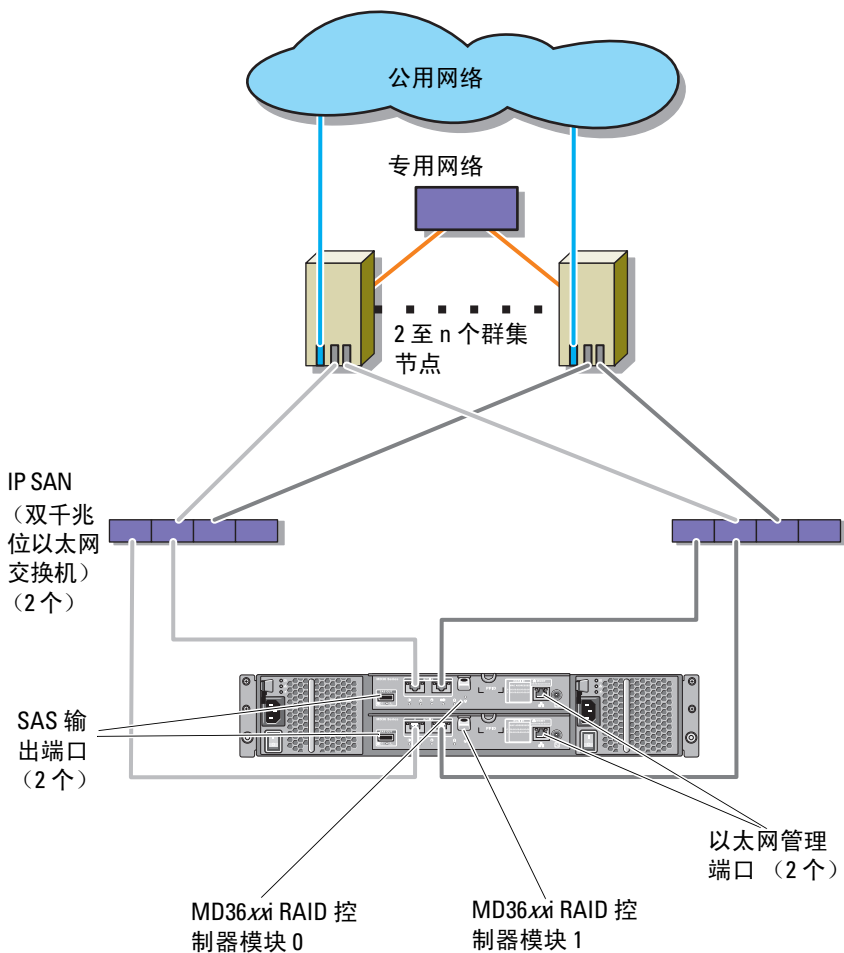 公用网络
专用网络
2 至 n 个群集
节点
IP SAN
（双千兆
位以太网
交换机）
（2 个）
SAS 输
出端口
（2 个）
以太网管理
端口 （2 个）
MD36xxi RAID 控
制器模块 0
MD36xxi RAID 控
制器模块 1